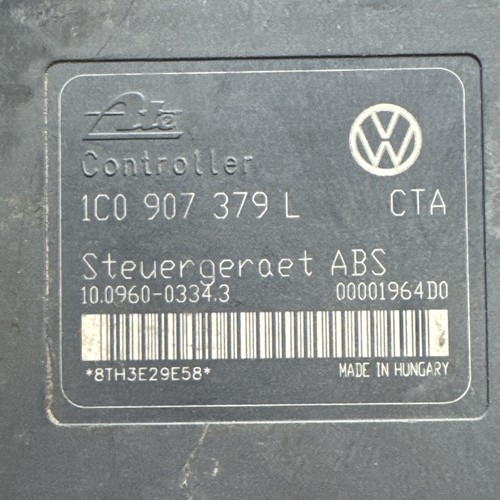 Ate
Controller
1C0 907 379 L CTA
Steuergeraet ABS
10.0960-0334.3 00001964D0
*8TH3E29E58* MADE IN HUNGARY